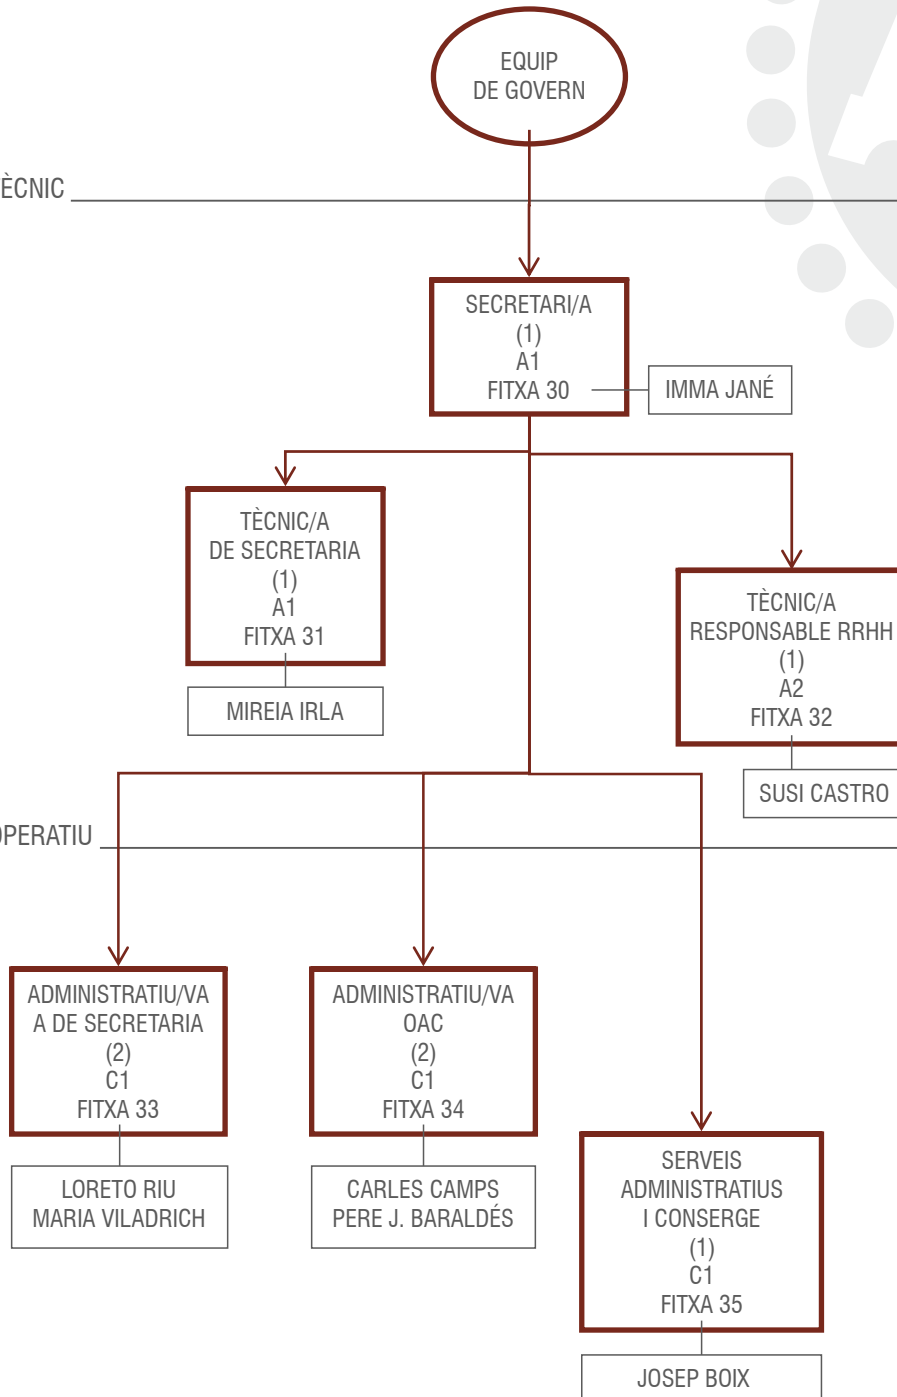 EQUIP
DE GOVERN
ÈCNIC
SECRETARI/A
(1)
A1
FITXA 30
IMMA JANÉ
TÈCNIC/A
DE SECRETARIA
(1)
A1
FITXA 31
MIREIA IRLA
TÈCNIC/A
RESPONSABLE RRHH
(1)
A2
FITXA 32
SUSI CASTRO
OPERATIU
ADMINISTRATIU/VA
A DE SECRETARIA
(2)
C1
FITXA 33
LORETO RIU
MARIA VILADRICH
ADMINISTRATIU/VA
OAC
(2)
C1
FITXA 34
CARLES CAMPS
PERE J. BARALDÉS
SERVEIS
ADMINISTRATIUS
I CONSERGE
(1)
C1
FITXA 35
JOSEP BOIX